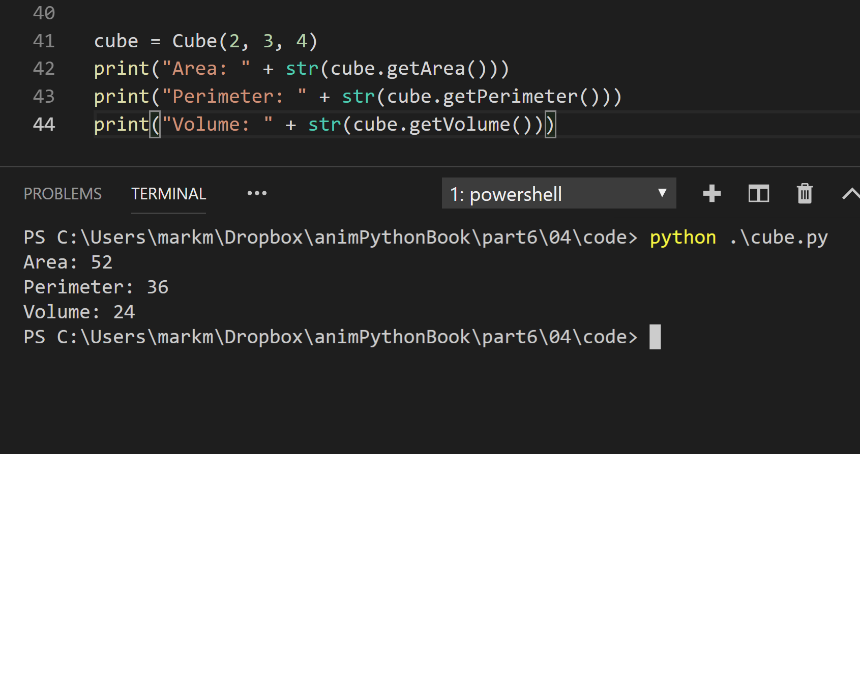 40
41 cube = Cube(2, 3, 4)
42 print("Area: " + str(cube.getArea()))
43 print("Perimeter: " + str(cube.getPerimeter()))
44 print("Volume: " + str(cube.getVolume()))
PROBLEMS TERMINAL ••• 1: powershell
PS C:\Users\markm\Dropbox\animPythonBook\part6\04\code> python .\cube.py
Area: 52
Perimeter: 36
Volume: 24
PS C:\Users\markm\Dropbox\animPythonBook\part6\04\code>